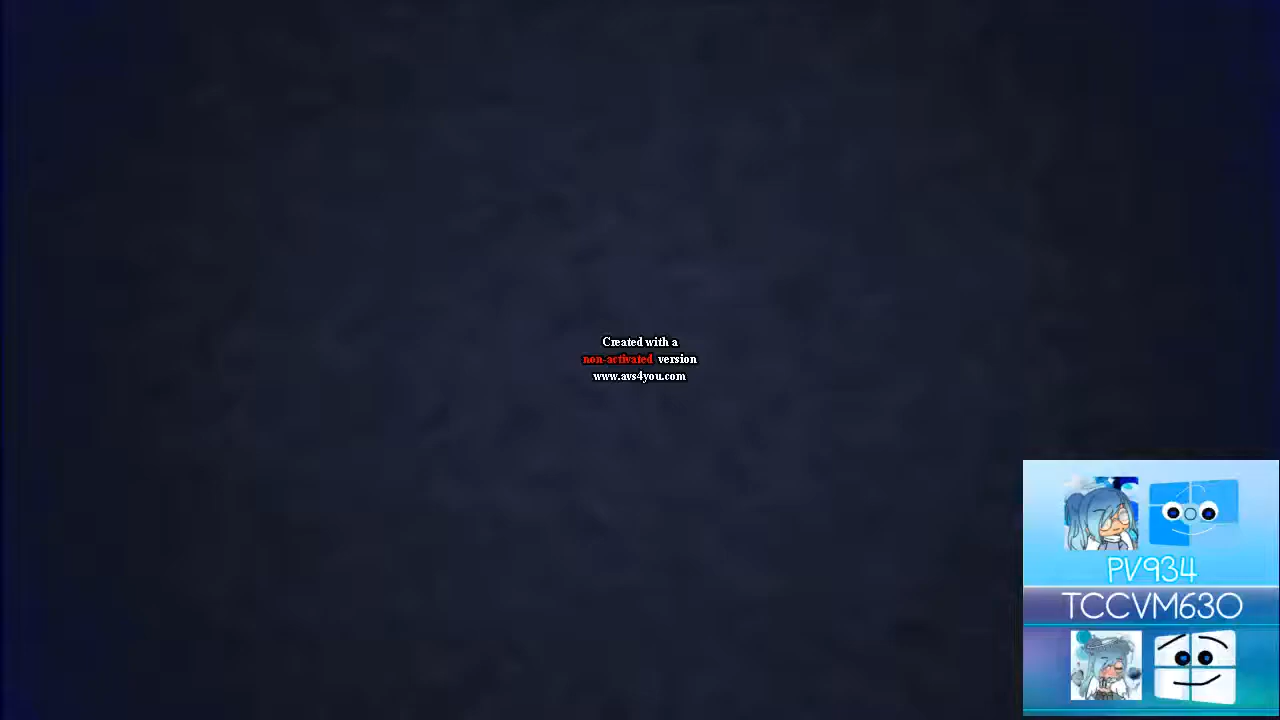 Created with a
non-activated version
www.avs4you.com
PV934
TCCVM630